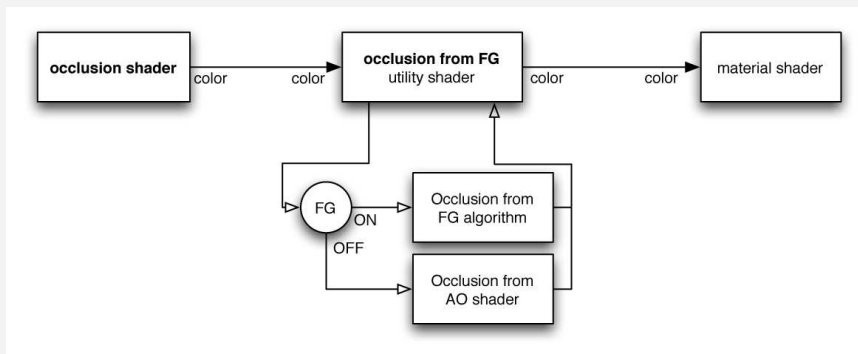 occlusion shader
color
color
occlusion from FG
utility shader
color
color
material shader
FG
ON
OFF
Occlusion from
FG algorithm
Occlusion from
AO shader